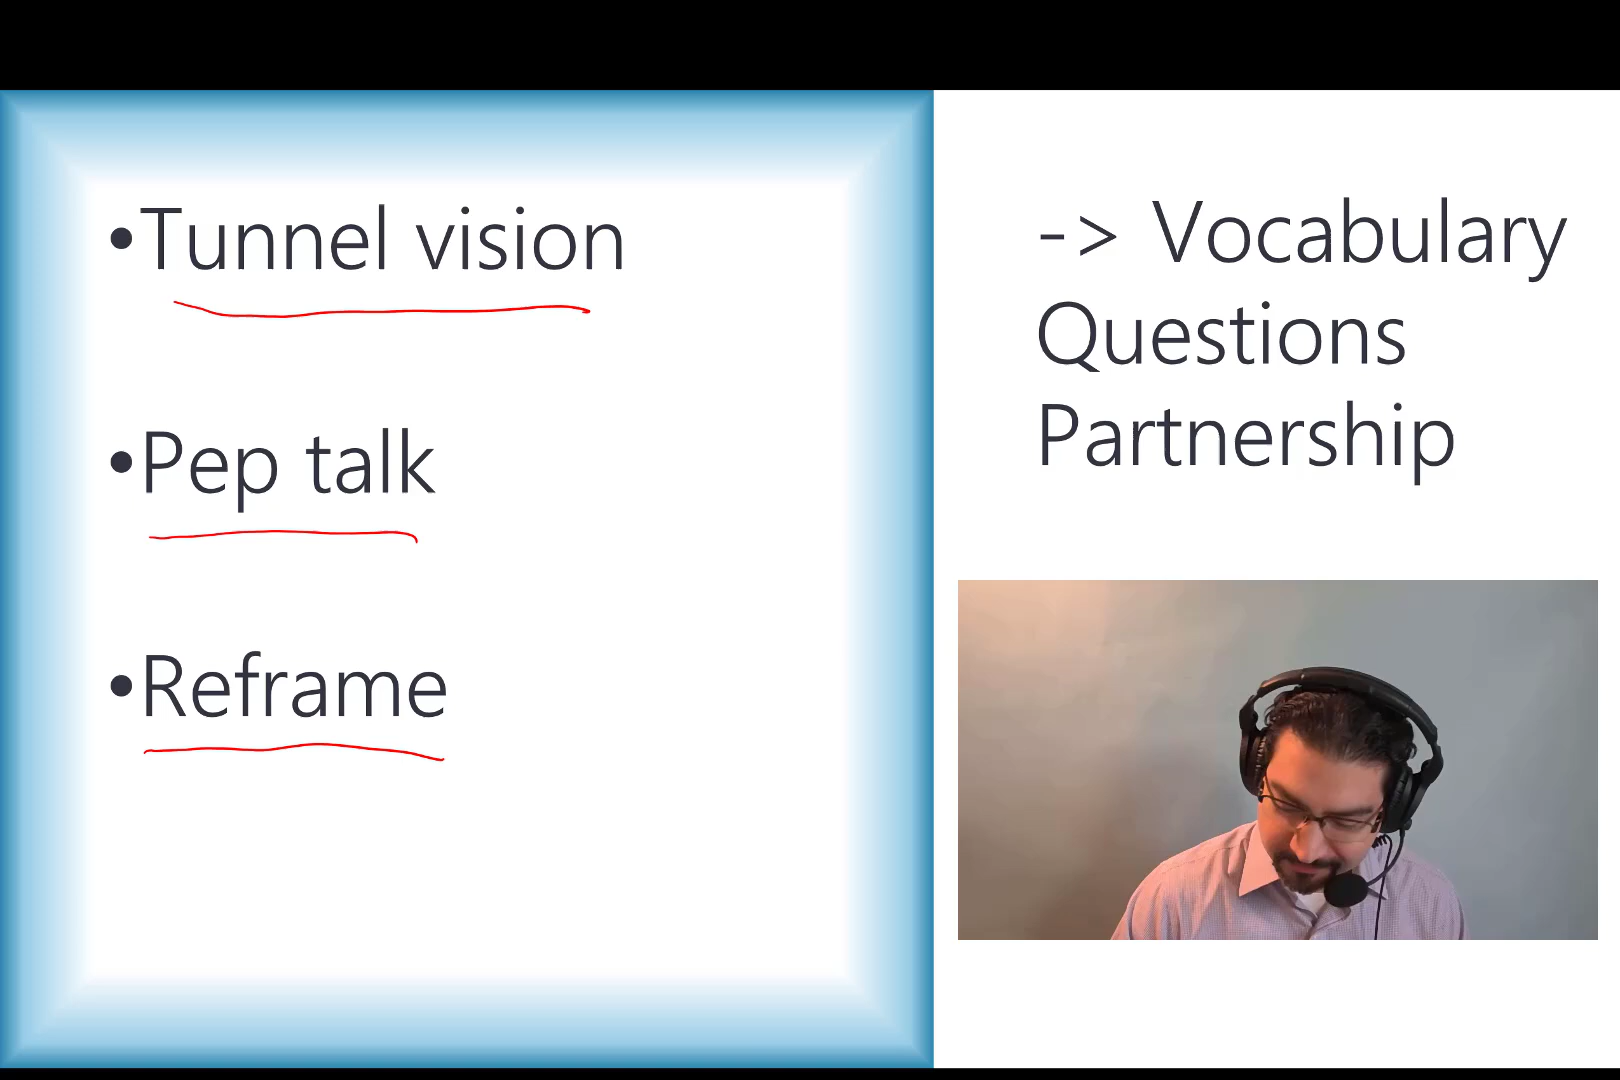 •Tunnel vision
•Pep talk
•Reframe
-> Vocabulary
Questions
Partnership